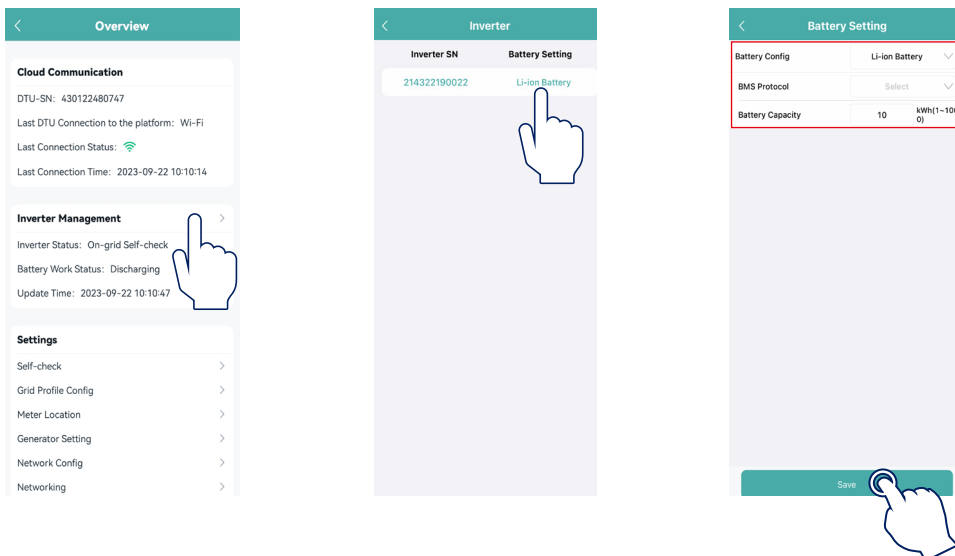 Overview
Cloud Communication
DTU-SN: 430122480747
Last DTU Connection to the platform: Wi-Fi
Last Connection Status:
Last Connection Time: 2023-09-22 10:10:14
Inverter Management
Inverter Status: On-grid Self-check
Battery Work Status: Discharging
Update Time: 2023-09-22 10:10:47
Settings
Self-check
Grid Profile Config
Meter Location
Generator Setting
Network Config
Networking
Inverter
Inverter SN Battery Setting
214322190022 Li-ion Battery
Battery Setting
Battery Config Li-ion Battery
BMS Protocol Select
Battery Capacity 10 kWh(1~100
0)
Save